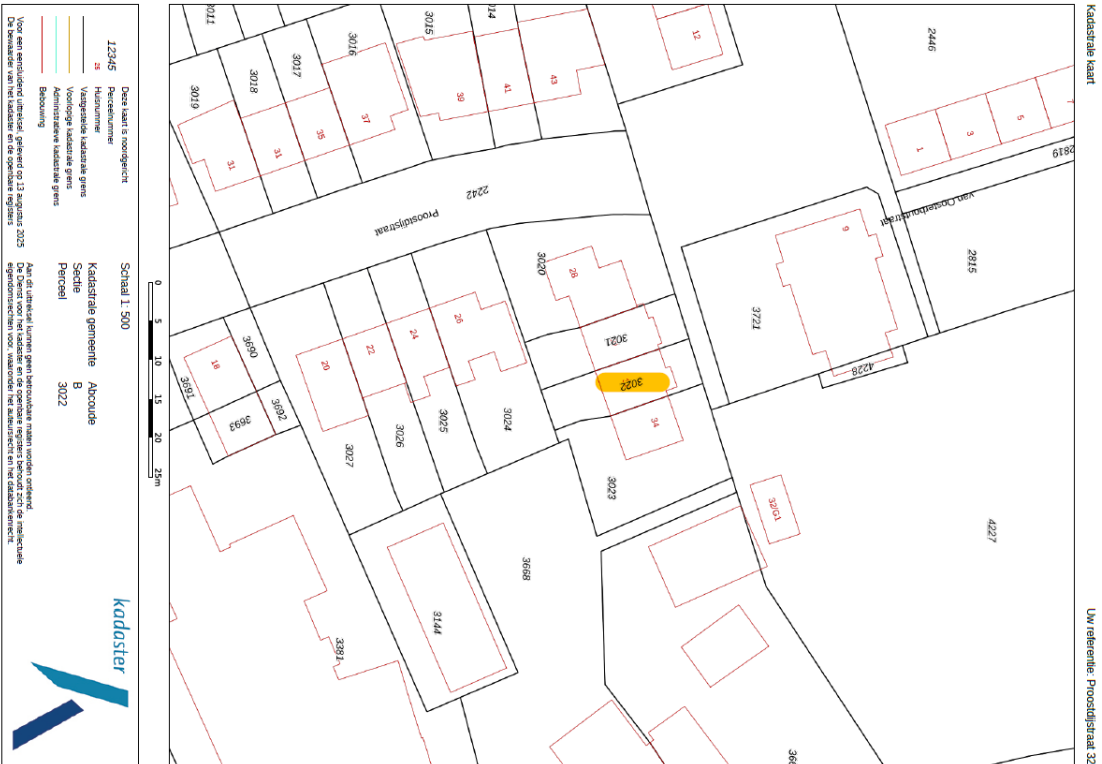 Kadastrale kaart
Uw referentie: Proostdijstraat 32
2446
12
1
3
5
7
2819
van Oosterhoutstraat
2815
9
3721
4228
4227
32/G1
3011
3015
3016
3017
3018
3019
43
41
39
37
35
31
31
2242
Proostdijstraat
3020
28
3021
3022
34
3023
3024
26
3025
24
3026
22
3027
20
3690
18
3691
3692
3693
3668
3144
3381
0 5 10 15 20 25m
12345
25
Deze kaart is noordgericht
Perceelnummer
Huisnummer
Vastgestelde kadastrale grens
Voorlopige kadastrale grens
Administratieve kadastrale grens
Bebouwing
Schaal 1: 500
Kadastrale gemeente Abcoude
Sectie B
Perceel 3022
Voor een eensluidend uittreksel, geleverd op 13 augustus 2025
De bewaarder van het kadaster en de openbare registers
Aan dit uittreksel kunnen geen betrouwbare maten worden ontleend.
De Dienst voor het kadaster en de openbare registers behoudt zich de intellectuele
eigendomsrechten voor, waaronder het auteursrecht en het databankenrecht.
kadaster